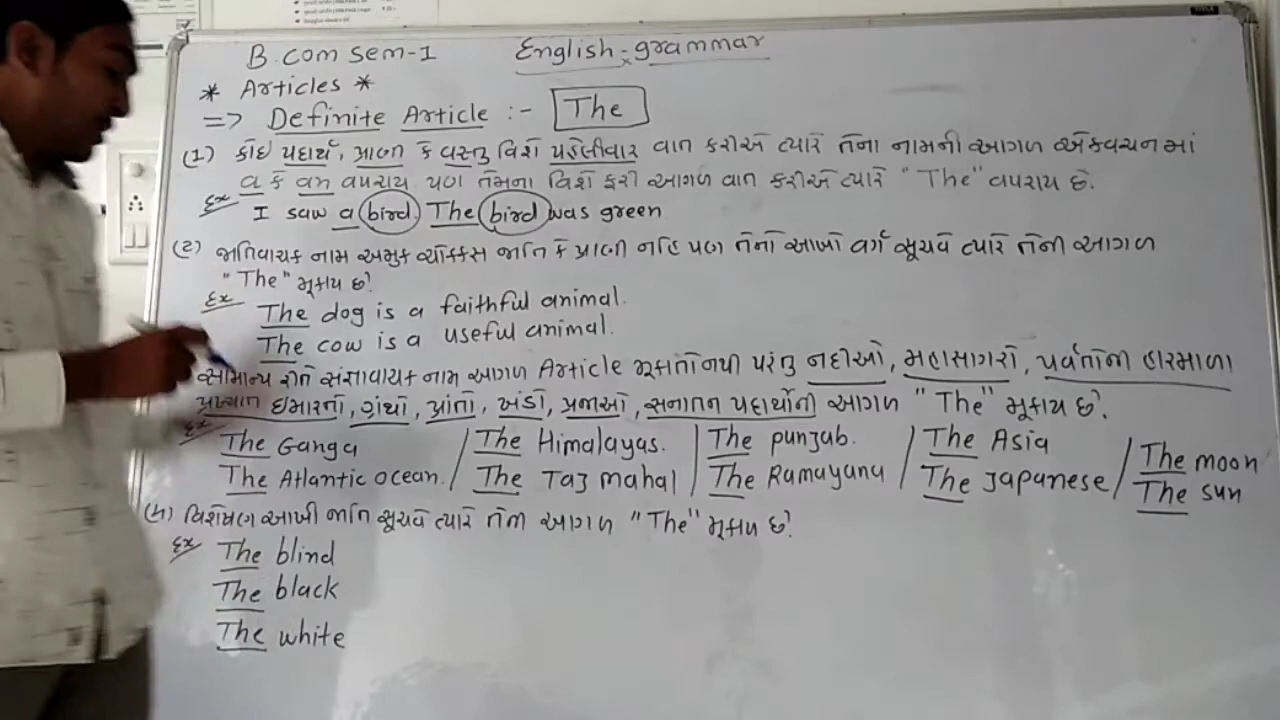 B.com sem-1 English grammar
* Articles *
=> Definite Article :- The
(1) કોઇ પદાર્થ, પ્રાણી કે વસ્તુ વિશે પહેલીવાર વાત કરીએ ત્યારે તેના નામની આગળ એકવચનમાં
a કે an વપરાય પણ તેમના વિશે ફરી આગળ વાત કરીએ ત્યારે "The" વપરાય છે.
Ex I saw a bird. The bird was green
(૨) જાતિવાચક નામ અમુક ચોક્કસ જાતિ કે પ્રાણી નહિ પણ તેનો આખો વર્ગ સૂચવે ત્યારે તેની આગળ
"The" મૂકાય છે.
Ex The dog is a faithful animal.
The cow is a useful animal.
સામાન્ય રીતે સંજ્ઞાવાચક નામ આગળ Article મૂકાતો નથી પરંતુ નદીઓ, મહાસાગરો, પર્વતોની હારમાળા
પ્રખ્યાત ઇમારતો, ગ્રંથો, પ્રાંતો, ખંડો, પ્રજાઓ, સનાતન પદાર્થોની આગળ "The" મૂકાય છે.
Ex The Ganga / The Himalayas. | The punjab. / The Asia / The moon
The Atlantic ocean. / The Taj mahal | The Ramayana / The Japanese / The sun
(૫) વિશેષણ આખી જાતિ સૂચવે ત્યારે તેની આગળ "The" મૂકાય છે.
Ex The blind
The black
The white